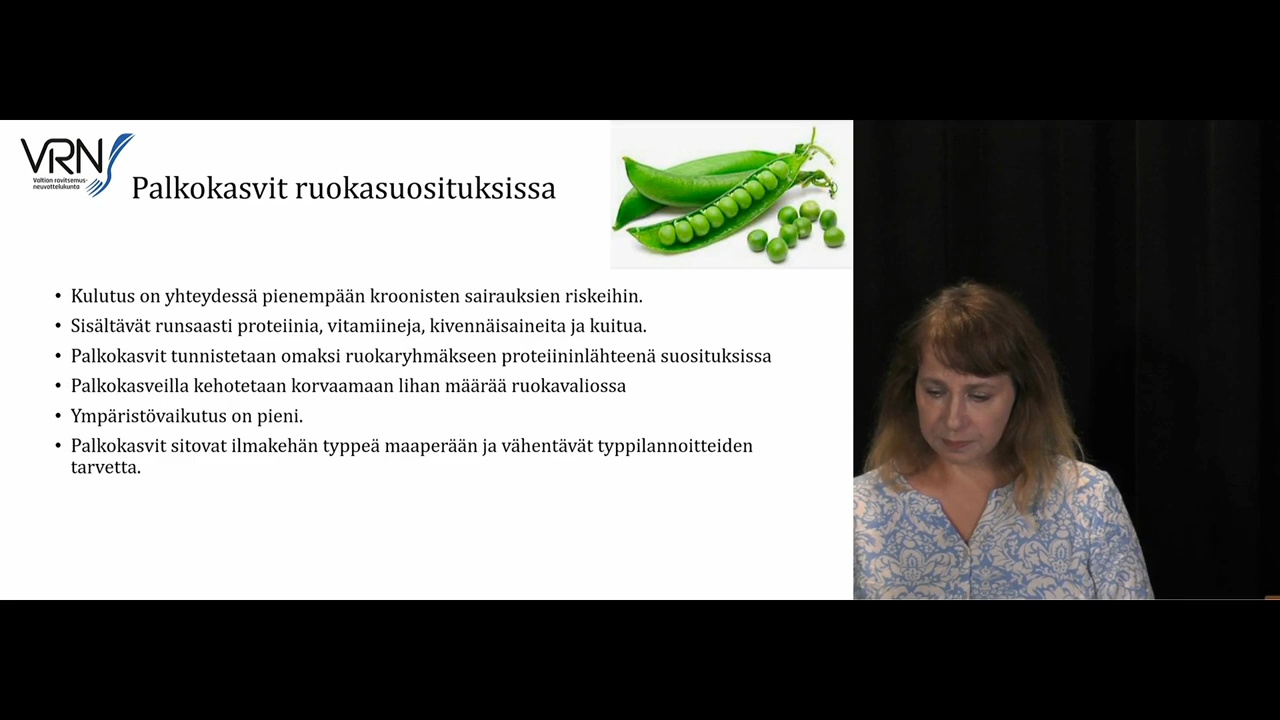 VRN
Valtion ravitsemus-
neuvottelukunta
Palkokasvit ruokasuosituksissa
• Kulutus on yhteydessä pienempään kroonisten sairauksien riskeihin.
• Sisältävät runsaasti proteiinia, vitamiineja, kivennäisaineita ja kuitua.
• Palkokasvit tunnistetaan omaksi ruokaryhmäkseen proteiininlähteenä suosituksissa
• Palkokasveilla kehotetaan korvaamaan lihan määrää ruokavaliossa
• Ympäristövaikutus on pieni.
• Palkokasvit sitovat ilmakehän typpeä maaperään ja vähentävät typpilannoitteiden
tarvetta.